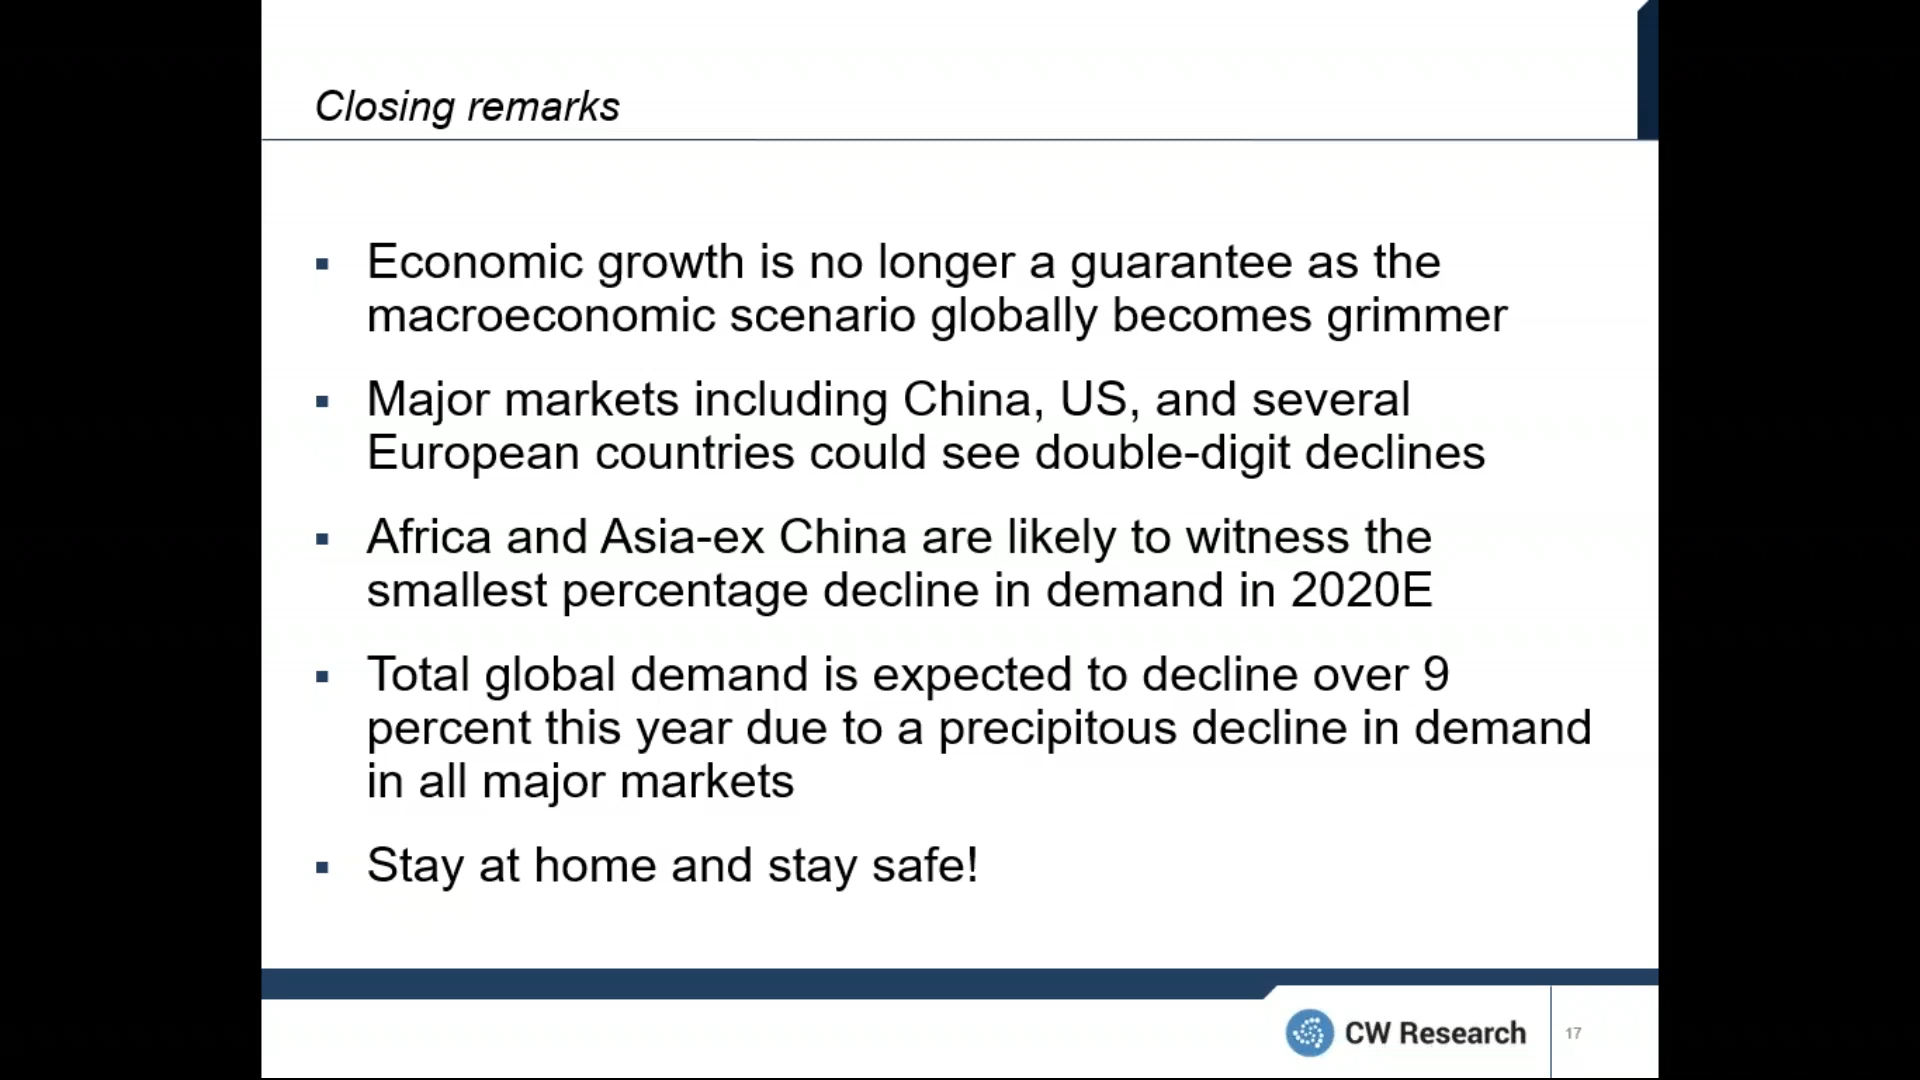 Closing remarks
▪ Economic growth is no longer a guarantee as the
macroeconomic scenario globally becomes grimmer
▪ Major markets including China, US, and several
European countries could see double-digit declines
▪ Africa and Asia-ex China are likely to witness the
smallest percentage decline in demand in 2020E
▪ Total global demand is expected to decline over 9
percent this year due to a precipitous decline in demand
in all major markets
▪ Stay at home and stay safe!
CW Research
17